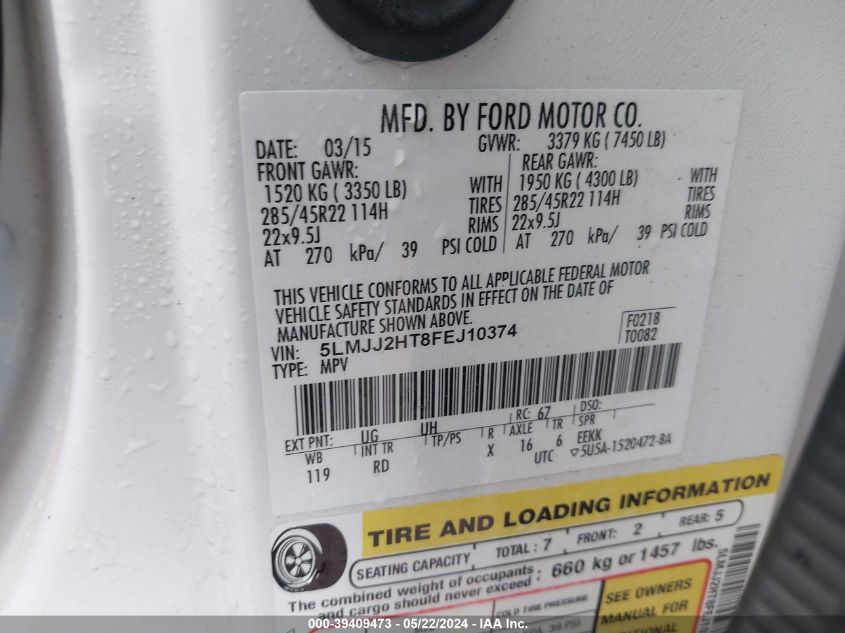 MFD. BY FORD MOTOR CO.
DATE: 03/15 GVWR: 3379 KG ( 7450 LB)
FRONT GAWR: REAR GAWR:
1520 KG ( 3350 LB) WITH 1950 KG ( 4300 LB) WITH
285/45R22 114H TIRES 285/45R22 114H TIRES
22x9.5J RIMS 22x9.5J RIMS
AT 270 kPa/ 39 PSI COLD AT 270 kPa/ 39 PSI COLD
THIS VEHICLE CONFORMS TO ALL APPLICABLE FEDERAL MOTOR
VEHICLE SAFETY STANDARDS IN EFFECT ON THE DATE OF
MANUFACTURE SHOWN ABOVE.
VIN: 5LMJJ2HT8FEJ10374 F0218
TYPE: MPV T0082
EXT PNT: UG UH RC: 67 DSO:
WB INT TR TP/PS R AXLE TR SPR
119 RD X 16 6 EEKK
UTC ▽5U5A-1520472-8A
TIRE AND LOADING INFORMATION
SEATING CAPACITY TOTAL: 7 FRONT: 2 REAR: 5
The combined weight of occupants and cargo should never exceed: 660 kg or 1457 lbs.
COLD TIRE PRESSURE SEE OWNERS
39 PSI MANUAL FOR
000-39409473 - 05/22/2024 - IAAI.COM